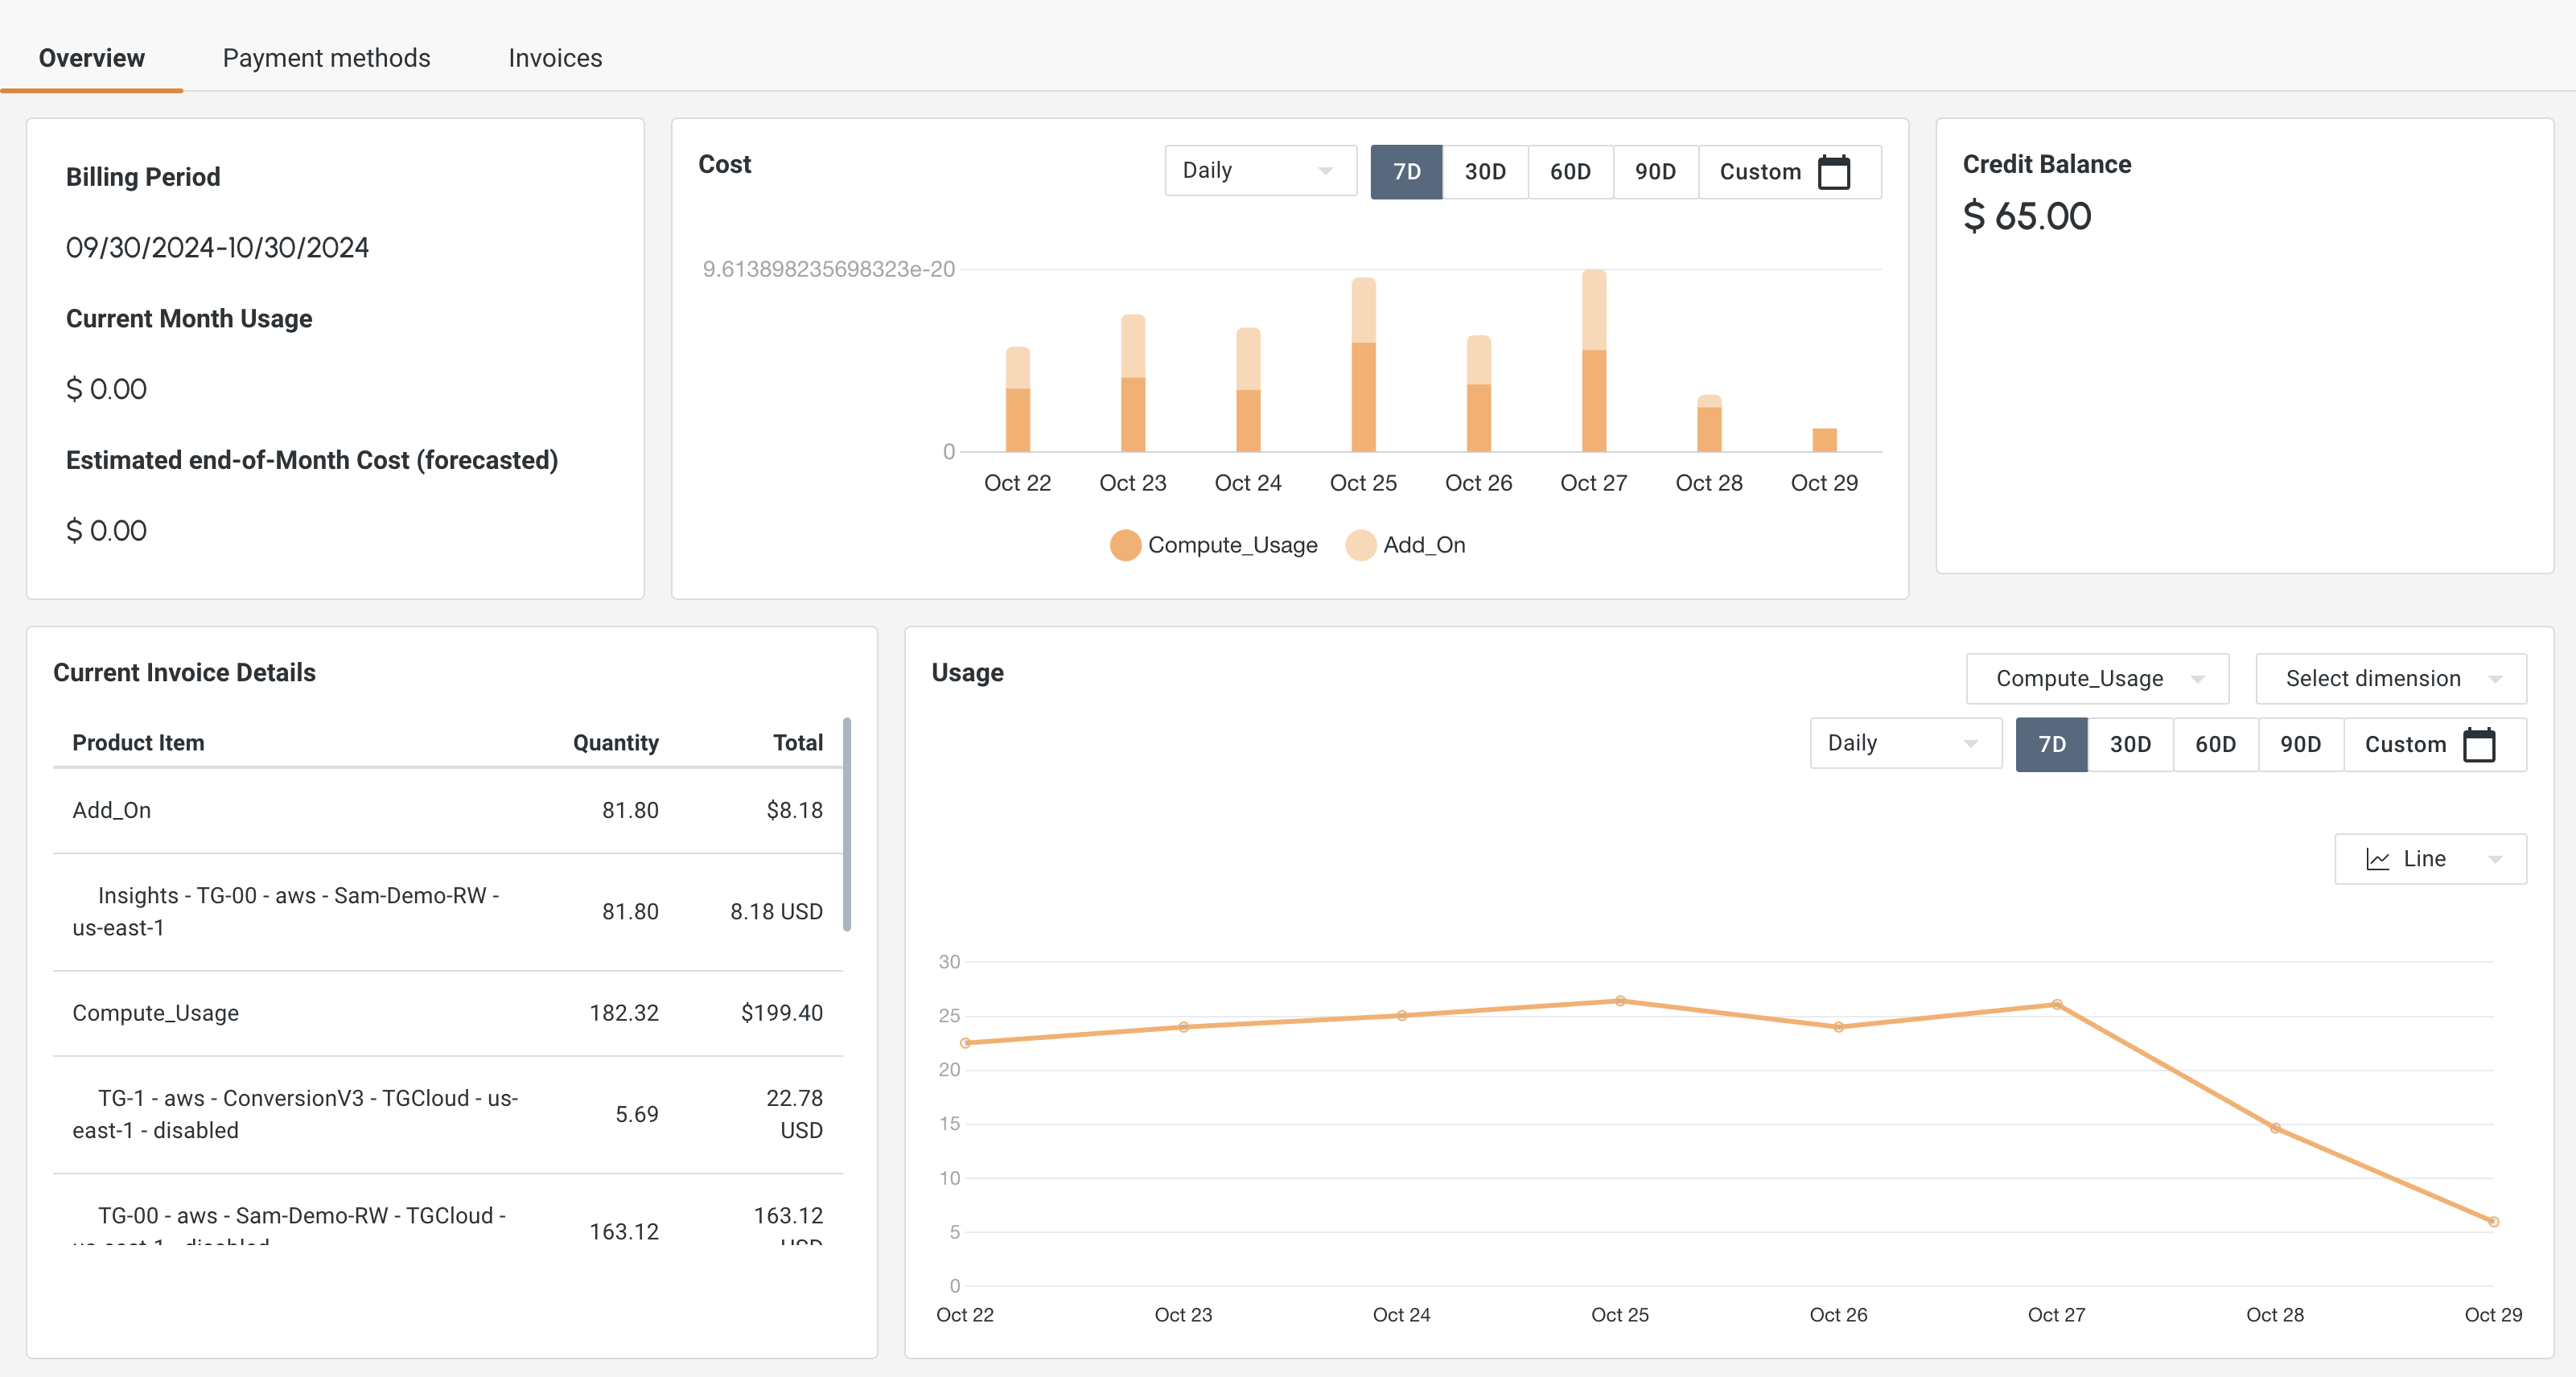 Overview Payment methods Invoices
Billing Period
09/30/2024-10/30/2024
Current Month Usage
$ 0.00
Estimated end-of-Month Cost (forecasted)
$ 0.00
Cost
Daily 7D 30D 60D 90D Custom
9.613898235698323e-20
0
Oct 22 Oct 23 Oct 24 Oct 25 Oct 26 Oct 27 Oct 28 Oct 29
Compute_Usage Add_On
Credit Balance
$ 65.00
Current Invoice Details
Product Item Quantity Total
Add_On 81.80 $8.18
Insights - TG-00 - aws - Sam-Demo-RW -
us-east-1 81.80 8.18 USD
Compute_Usage 182.32 $199.40
TG-1 - aws - ConversionV3 - TGCloud - us-
east-1 - disabled 5.69 22.78
USD
TG-00 - aws - Sam-Demo-RW - TGCloud -
us-east-1 - disabled 163.12 163.12
USD
Usage
Compute_Usage Select dimension
Daily 7D 30D 60D 90D Custom
Line
30
25
20
15
10
5
0
Oct 22 Oct 23 Oct 24 Oct 25 Oct 26 Oct 27 Oct 28 Oct 29